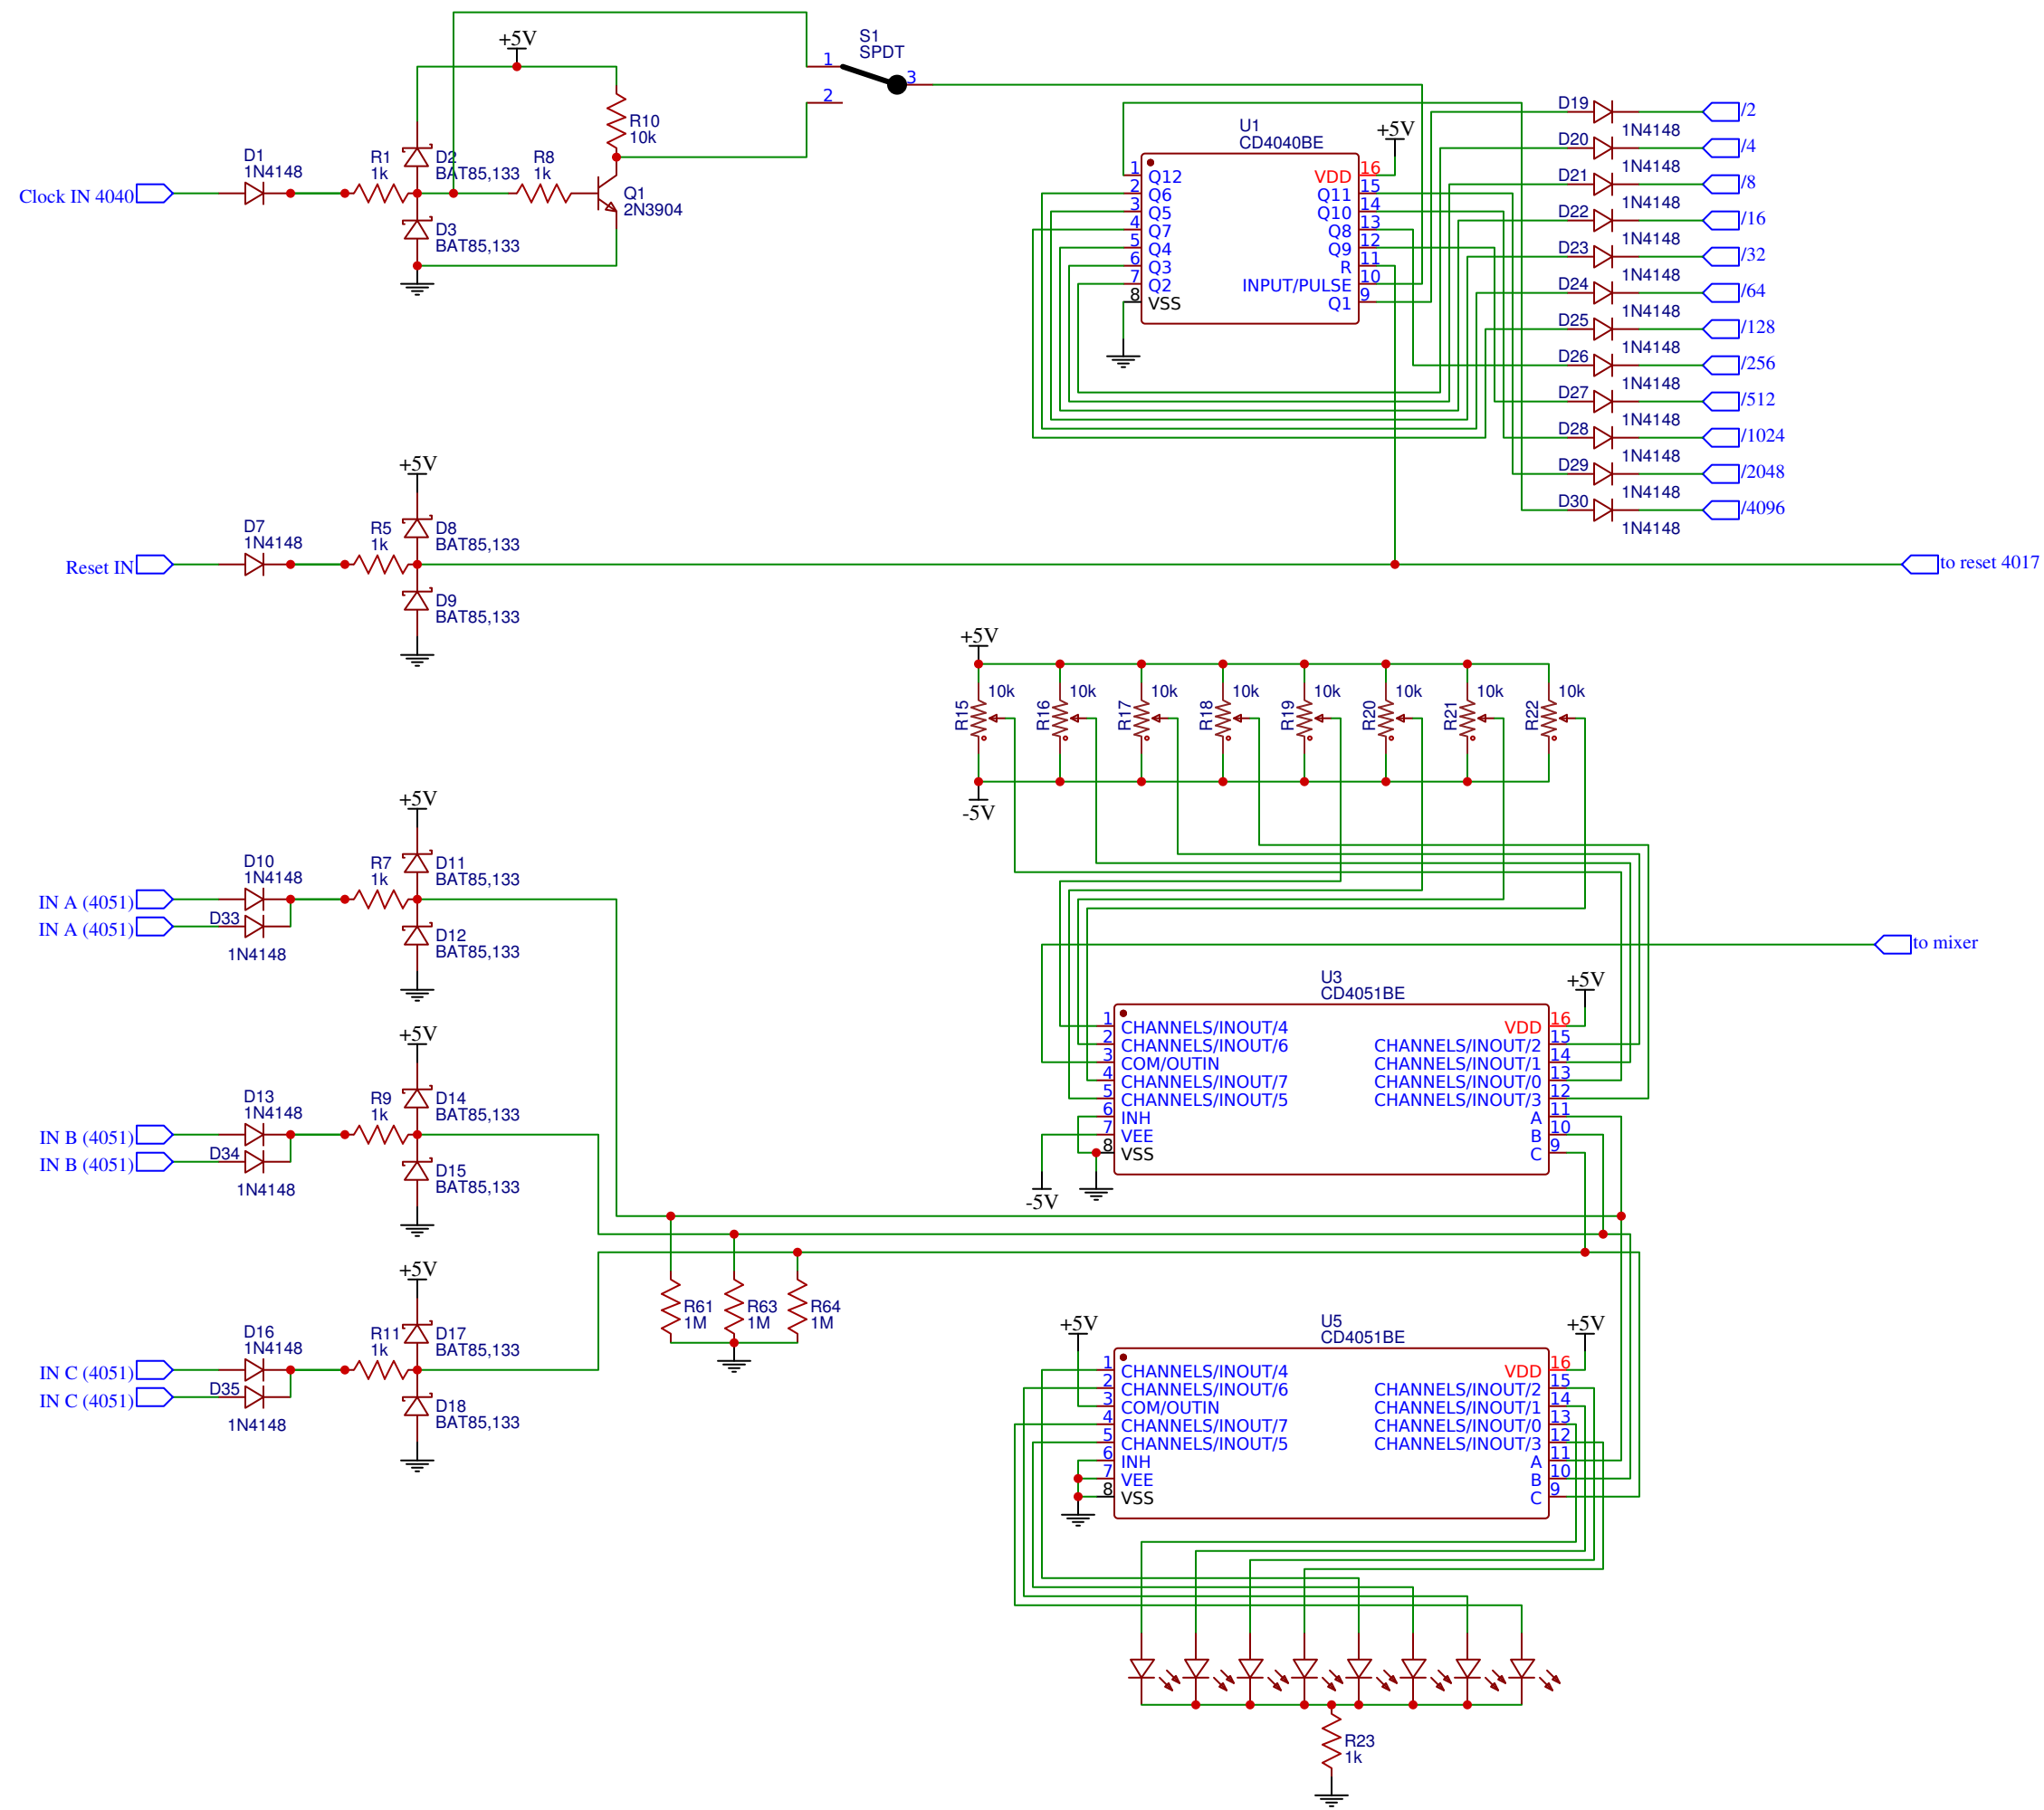 +5V
S1
SPDT
1
2
3
R10
10k
D1
1N4148
R1
1k
D2
BAT85,133
R8
1k
Q1
2N3904
Clock IN 4040
D3
BAT85,133
U1
CD4040BE
+5V
1 Q12
2 Q6
3 Q5
4 Q7
5 Q4
6 Q3
7 Q2
8 VSS
VDD 16
Q11 15
Q10 14
Q8 13
Q9 12
R 11
INPUT/PULSE 10
Q1 9
D19 1N4148 /2
D20 1N4148 /4
D21 1N4148 /8
D22 1N4148 /16
D23 1N4148 /32
D24 1N4148 /64
D25 1N4148 /128
D26 1N4148 /256
D27 1N4148 /512
D28 1N4148 /1024
D29 1N4148 /2048
D30 1N4148 /4096
+5V
D7
1N4148
R5
1k
D8
BAT85,133
Reset IN
to reset 4017
D9
BAT85,133
+5V
R15 10k
R16 10k
R17 10k
R18 10k
R19 10k
R20 10k
R21 10k
R22 10k
-5V
+5V
D10
1N4148
R7
1k
D11
BAT85,133
IN A (4051)
IN A (4051)
D33
1N4148
D12
BAT85,133
to mixer
U3
CD4051BE
+5V
1 CHANNELS/INOUT/4
2 CHANNELS/INOUT/6
3 COM/OUTIN
4 CHANNELS/INOUT/7
5 CHANNELS/INOUT/5
6 INH
7 VEE
8 VSS
VDD 16
CHANNELS/INOUT/2 15
CHANNELS/INOUT/1 14
CHANNELS/INOUT/0 13
CHANNELS/INOUT/3 12
A 11
B 10
C 9
-5V
+5V
D13
1N4148
R9
1k
D14
BAT85,133
IN B (4051)
IN B (4051)
D34
1N4148
D15
BAT85,133
+5V
D16
1N4148
R11
1k
D17
BAT85,133
IN C (4051)
IN C (4051)
D35
1N4148
D18
BAT85,133
R61
1M
R63
1M
R64
1M
+5V
U5
CD4051BE
+5V
1 CHANNELS/INOUT/4
2 CHANNELS/INOUT/6
3 COM/OUTIN
4 CHANNELS/INOUT/7
5 CHANNELS/INOUT/5
6 INH
7 VEE
8 VSS
VDD 16
CHANNELS/INOUT/2 15
CHANNELS/INOUT/1 14
CHANNELS/INOUT/0 13
CHANNELS/INOUT/3 12
A 11
B 10
C 9
R23
1k